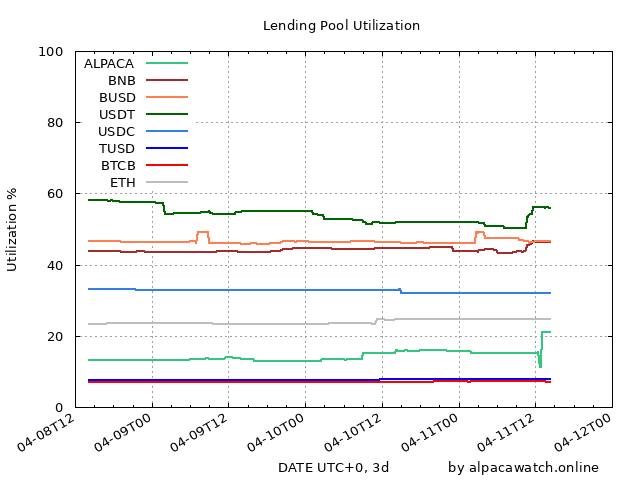 Lending Pool Utilization
100
80
60
40
20
0
Utilization %
ALPACA
BNB
BUSD
USDT
USDC
TUSD
BTCB
ETH
04-08T12
04-09T00
04-09T12
04-10T00
04-10T12
04-11T00
04-11T12
04-12T00
DATE UTC+0, 3d
by alpacawatch.online